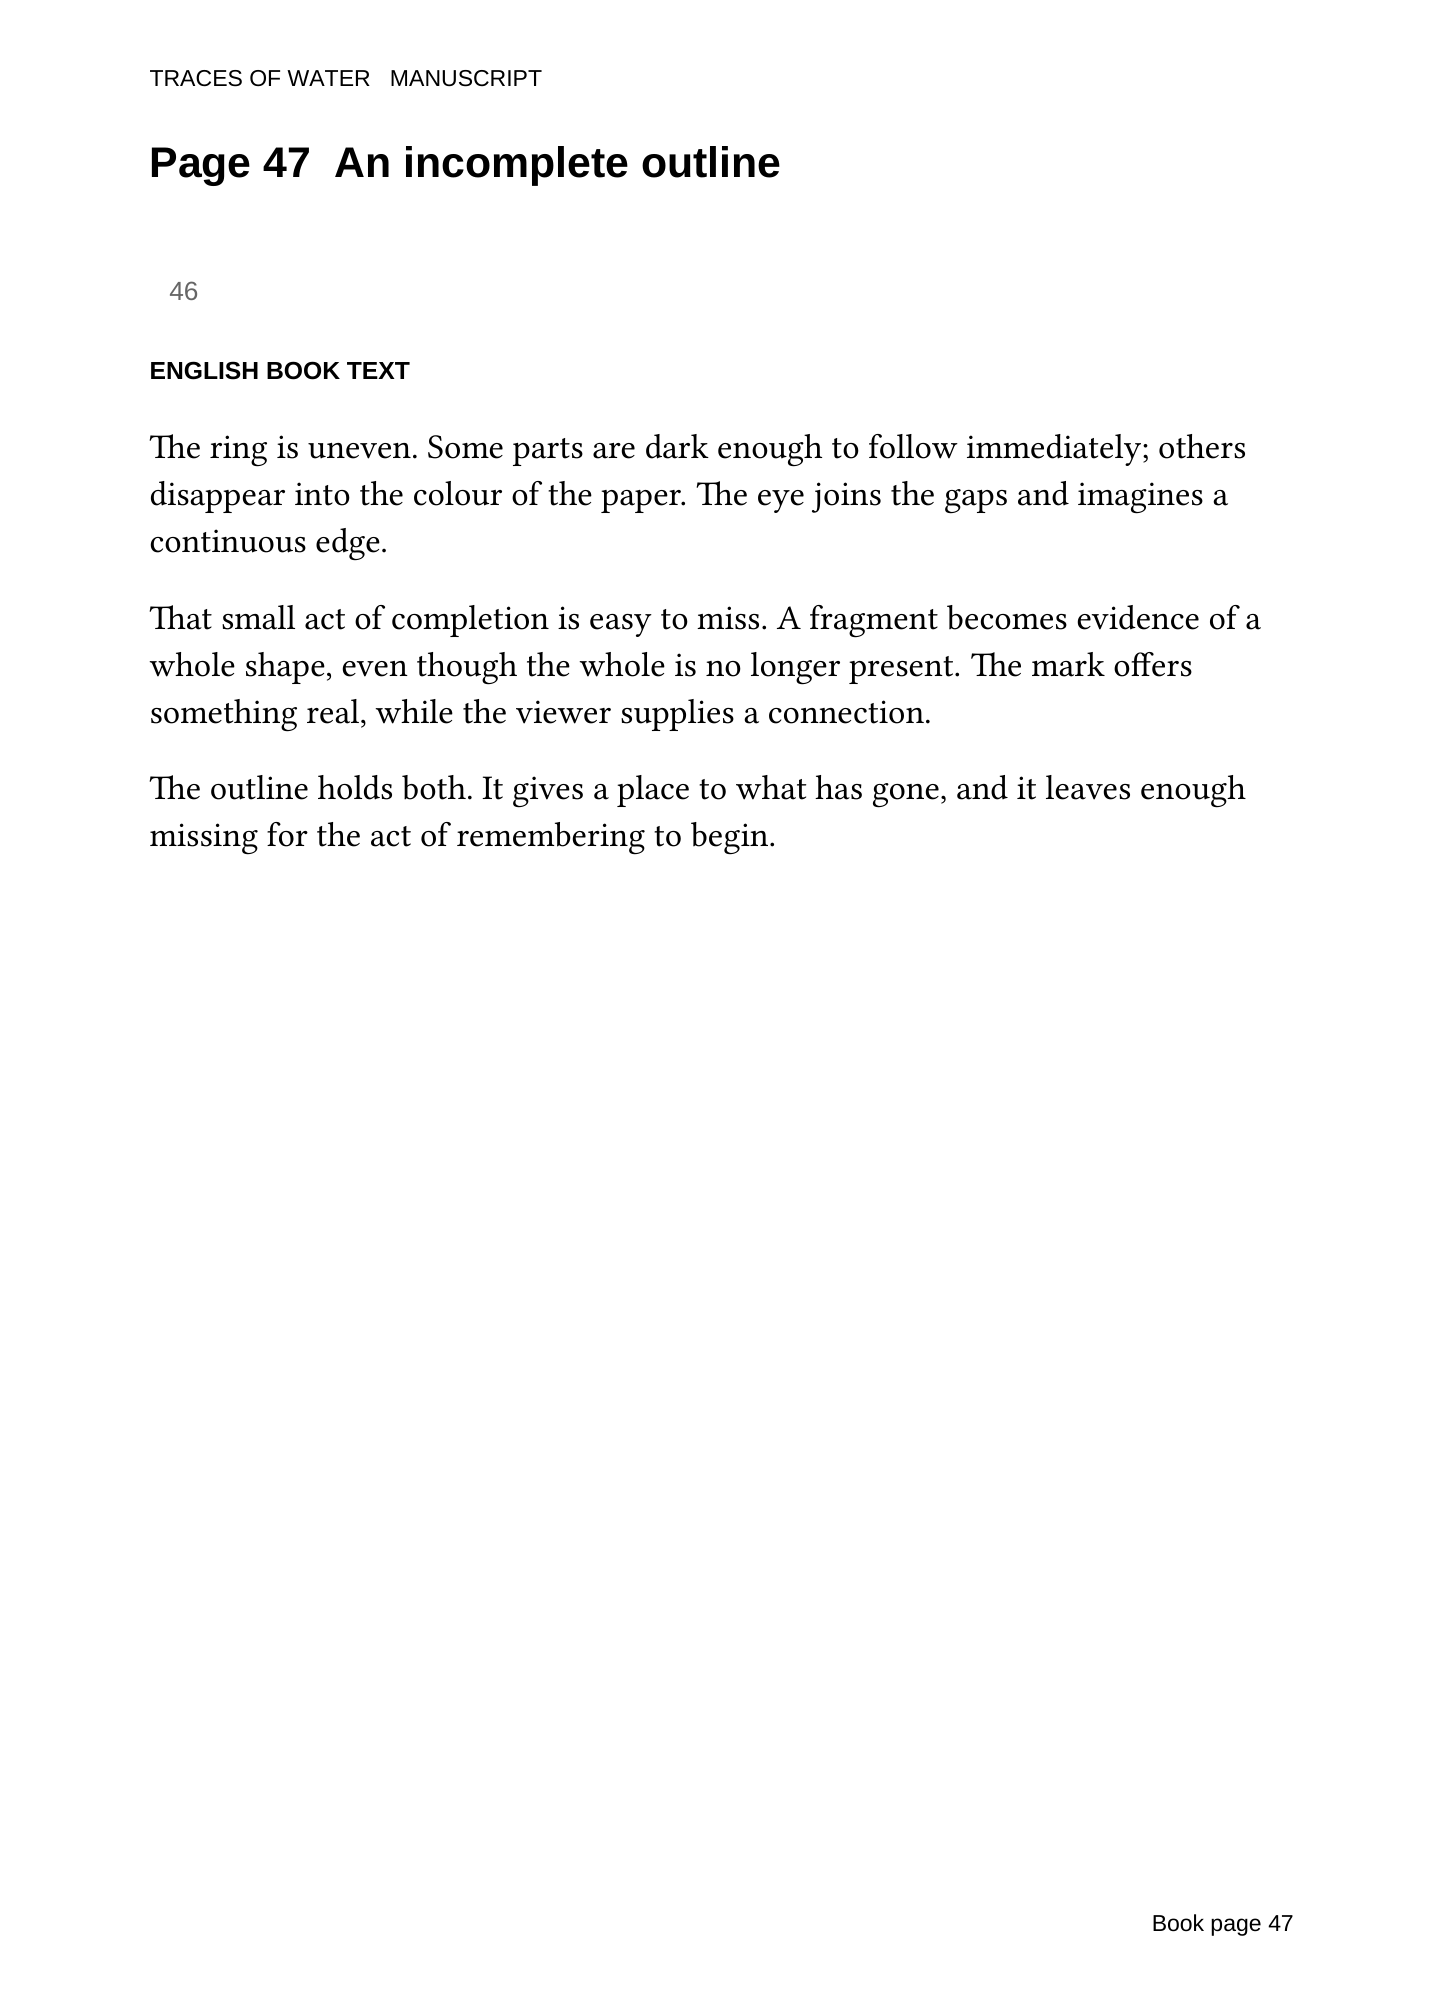 TRACES OF WATER MANUSCRIPT
Page 47 An incomplete outline
46
ENGLISH BOOK TEXT
The ring is uneven. Some parts are dark enough to follow immediately; others
disappear into the colour of the paper. The eye joins the gaps and imagines a
continuous edge.
That small act of completion is easy to miss. A fragment becomes evidence of a
whole shape, even though the whole is no longer present. The mark offers
something real, while the viewer supplies a connection.
The outline holds both. It gives a place to what has gone, and it leaves enough
missing for the act of remembering to begin.
Book page 47